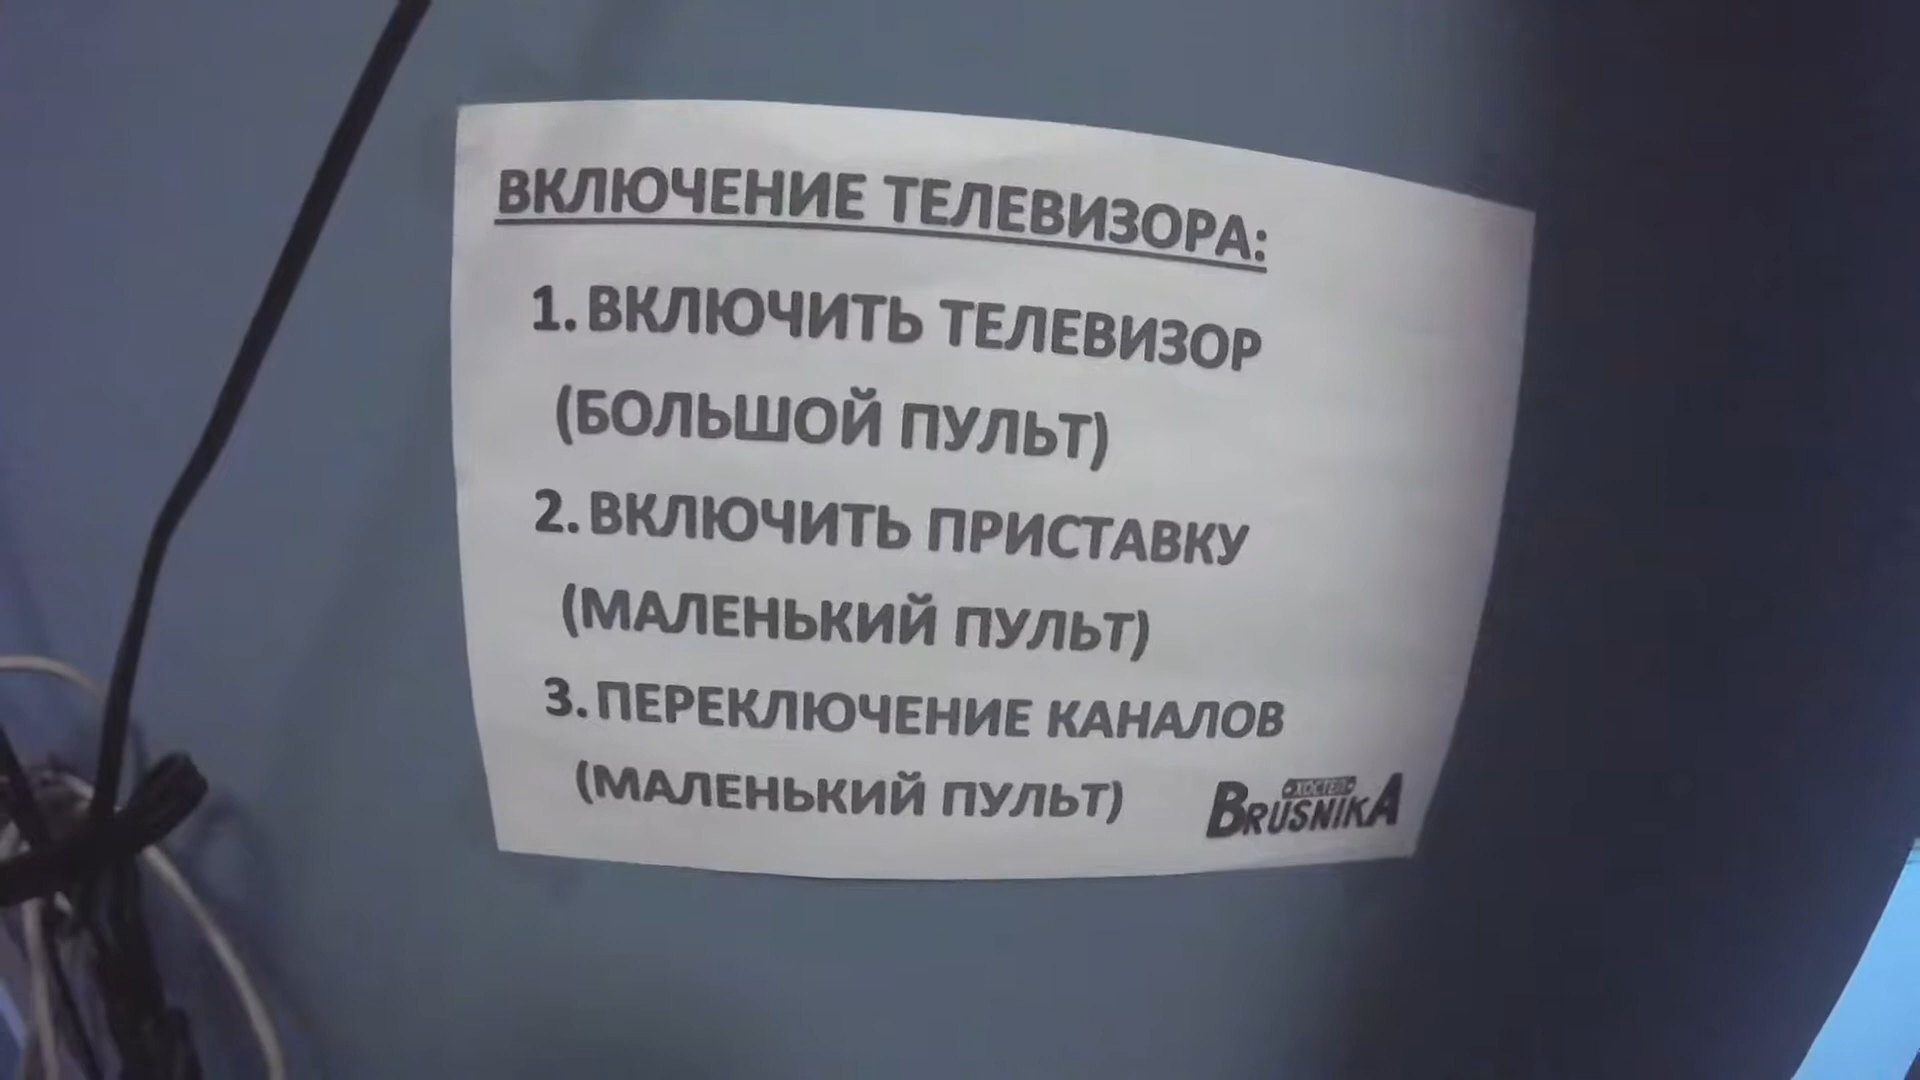 ВКЛЮЧЕНИЕ ТЕЛЕВИЗОРА:
1. ВКЛЮЧИТЬ ТЕЛЕВИЗОР
(БОЛЬШОЙ ПУЛЬТ)
2. ВКЛЮЧИТЬ ПРИСТАВКУ
(МАЛЕНЬКИЙ ПУЛЬТ)
3. ПЕРЕКЛЮЧЕНИЕ КАНАЛОВ
(МАЛЕНЬКИЙ ПУЛЬТ)
ХОСТЕЛ
BRUSNIKA